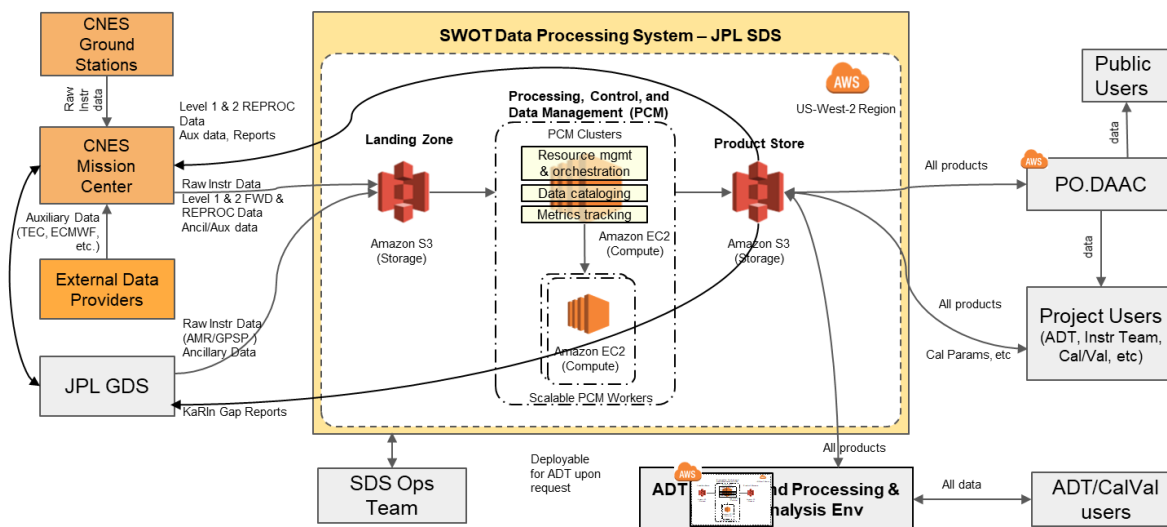 CNES
Ground
Stations
Raw
Instr
data
CNES
Mission
Center
Auxiliary Data
(TEC, ECMWF,
etc.)
External Data
Providers
JPL GDS
Level 1 & 2 REPROC
Data
Aux data, Reports
Raw Instr Data
Level 1 & 2 FWD &
REPROC Data
Ancil/Aux data
Raw Instr Data
(AMR/GPSP )
Ancillary Data
KaRIn Gap Reports
SWOT Data Processing System – JPL SDS
AWS
US-West-2 Region
Landing Zone
Amazon S3
(Storage)
Processing, Control, and
Data Management (PCM)
PCM Clusters
Resource mgmt
& orchestration
Data cataloging
Metrics tracking
Amazon EC2
(Compute)
Amazon EC2
(Compute)
Scalable PCM Workers
Product Store
Amazon S3
(Storage)
All products
AWS
PO.DAAC
data
Public
Users
data
All products
Project Users
(ADT, Instr Team,
Cal/Val, etc)
Cal Params, etc
SDS Ops
Team
Deployable
for ADT upon
request
All products
AWS
ADT
nd Processing &
nalysis Env
All data
ADT/CalVal
users